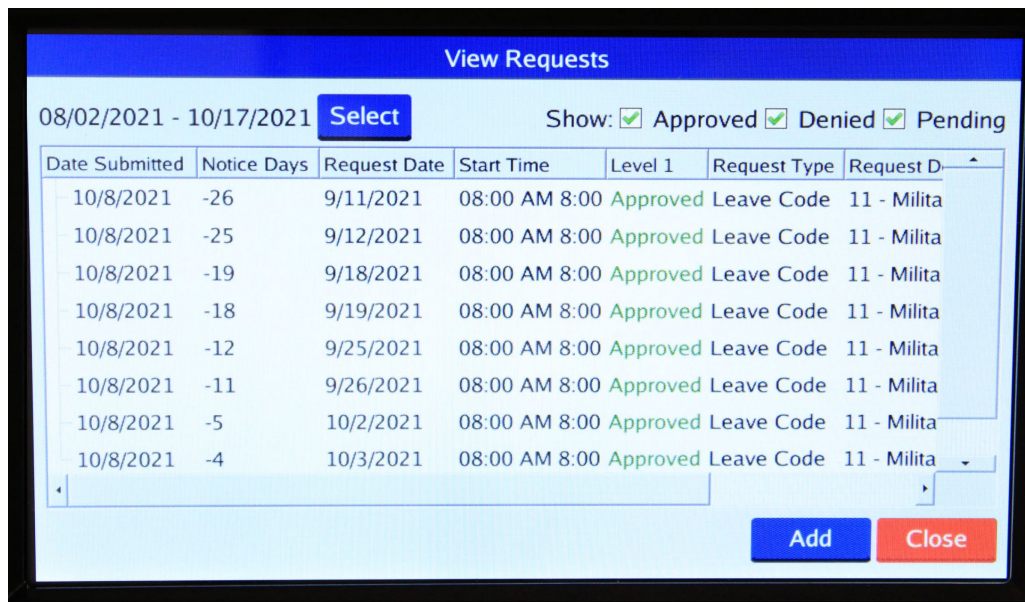 View Requests
08/02/2021 - 10/17/2021 Select Show: Approved Denied Pending
Date Submitted Notice Days Request Date Start Time Level 1 Request Type Request D
10/8/2021 -26 9/11/2021 08:00 AM 8:00 Approved Leave Code 11 - Milita
10/8/2021 -25 9/12/2021 08:00 AM 8:00 Approved Leave Code 11 - Milita
10/8/2021 -19 9/18/2021 08:00 AM 8:00 Approved Leave Code 11 - Milita
10/8/2021 -18 9/19/2021 08:00 AM 8:00 Approved Leave Code 11 - Milita
10/8/2021 -12 9/25/2021 08:00 AM 8:00 Approved Leave Code 11 - Milita
10/8/2021 -11 9/26/2021 08:00 AM 8:00 Approved Leave Code 11 - Milita
10/8/2021 -5 10/2/2021 08:00 AM 8:00 Approved Leave Code 11 - Milita
10/8/2021 -4 10/3/2021 08:00 AM 8:00 Approved Leave Code 11 - Milita
Add Close